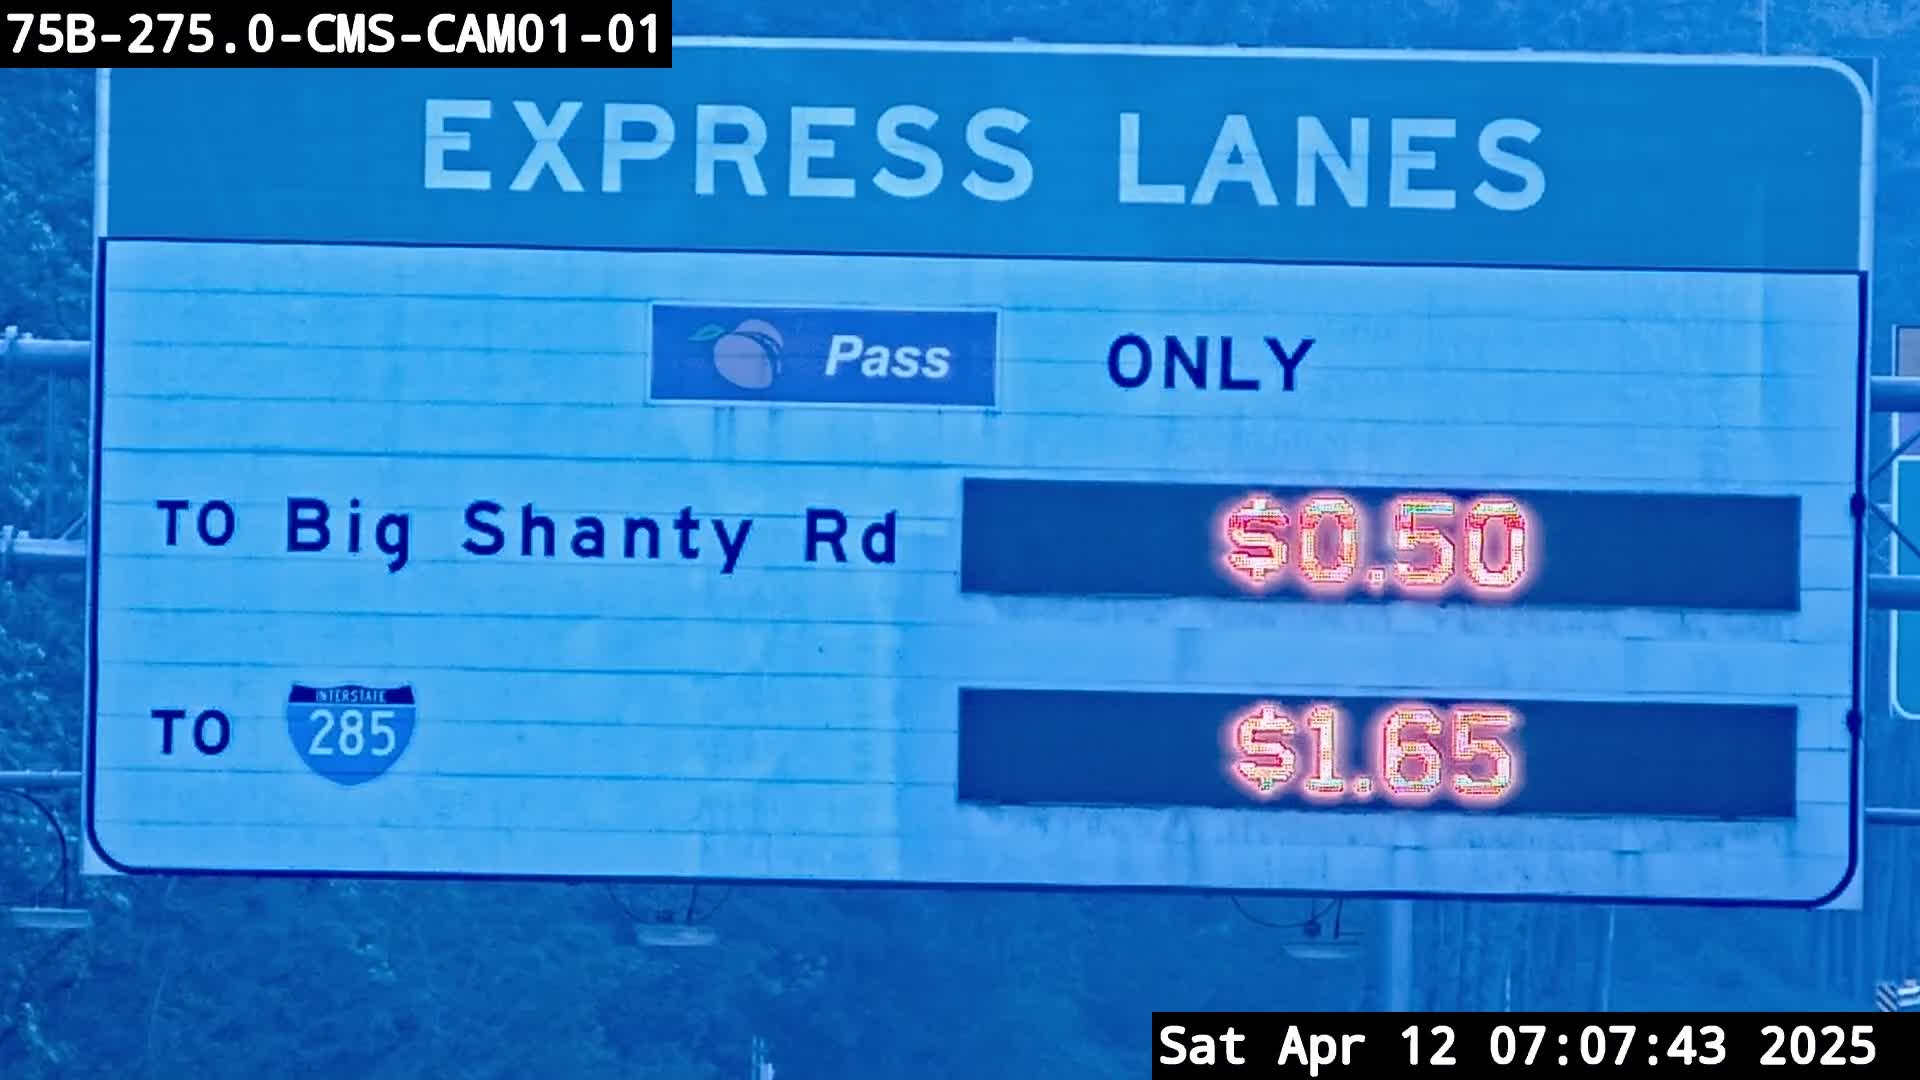 75B-275.0-CMS-CAM01-01
EXPRESS LANES
Pass ONLY
TO Big Shanty Rd $0.50
INTERSTATE
TO 285 $1.65
Sat Apr 12 07:07:43 2025